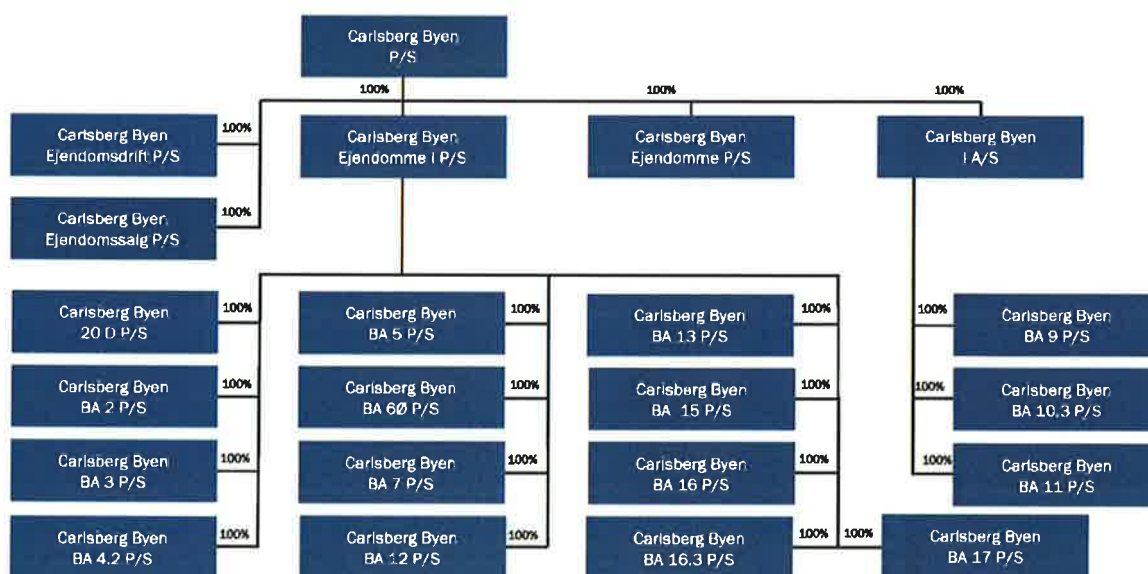 Carlsberg Byen
P/S
100%
100%
100%
Carlsberg Byen
Ejendomsdrift P/S
100%
Carlsberg Byen
Ejendomme I P/S
Carlsberg Byen
Ejendomme P/S
Carlsberg Byen
I A/S
Carlsberg Byen
Ejendomssalg P/S
100%
Carlsberg Byen
20 D P/S
100%
Carlsberg Byen
BA 5 P/S
100%
Carlsberg Byen
BA 13 P/S
100%
100%
Carlsberg Byen
BA 9 P/S
Carlsberg Byen
BA 2 P/S
100%
Carlsberg Byen
BA 6Ø P/S
100%
Carlsberg Byen
BA 15 P/S
100%
100%
Carlsberg Byen
BA 10.3 P/S
Carlsberg Byen
BA 3 P/S
100%
Carlsberg Byen
BA 7 P/S
100%
Carlsberg Byen
BA 16 P/S
100%
100%
Carlsberg Byen
BA 11 P/S
Carlsberg Byen
BA 4.2 P/S
100%
Carlsberg Byen
BA 12 P/S
100%
Carlsberg Byen
BA 16.3 P/S
100%
100%
Carlsberg Byen
BA 17 P/S